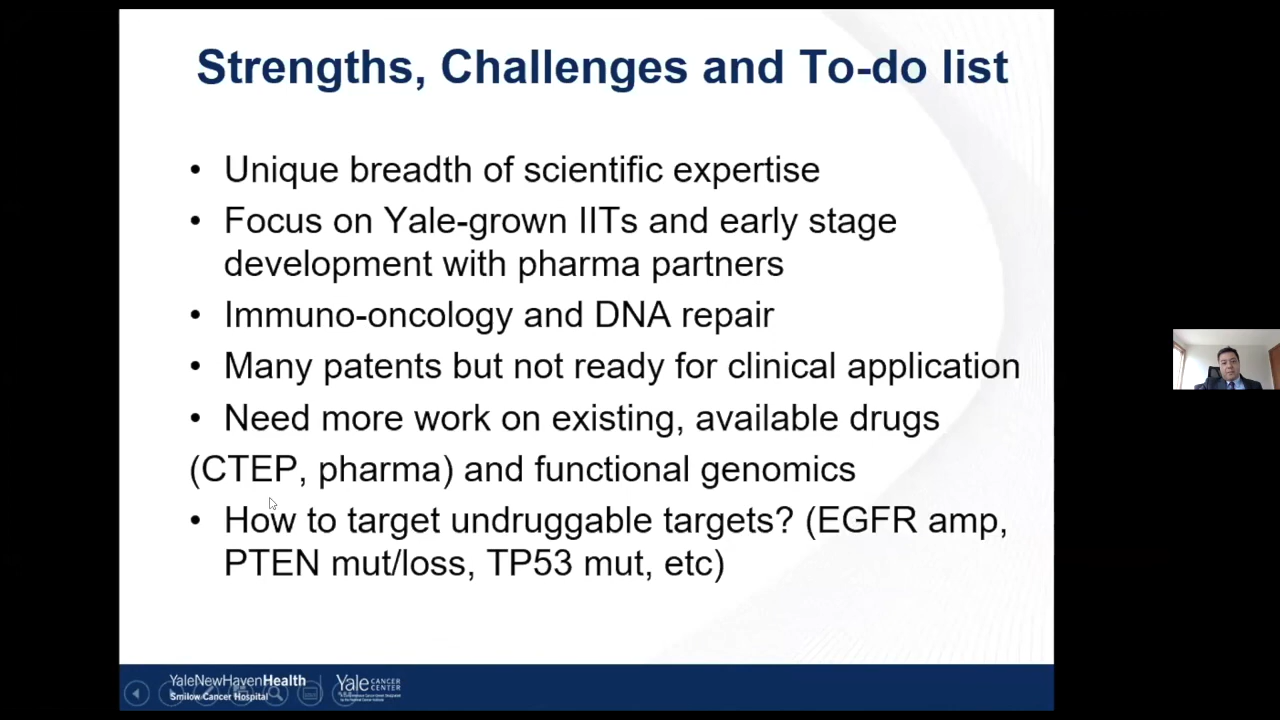 Strengths, Challenges and To-do list
• Unique breadth of scientific expertise
• Focus on Yale-grown IITs and early stage
development with pharma partners
• Immuno-oncology and DNA repair
• Many patents but not ready for clinical application
• Need more work on existing, available drugs
(CTEP, pharma) and functional genomics
• How to target undruggable targets? (EGFR amp,
PTEN mut/loss, TP53 mut, etc)
YaleNewHavenHealth
Smilow Cancer Hospital
Yale CANCER
CENTER